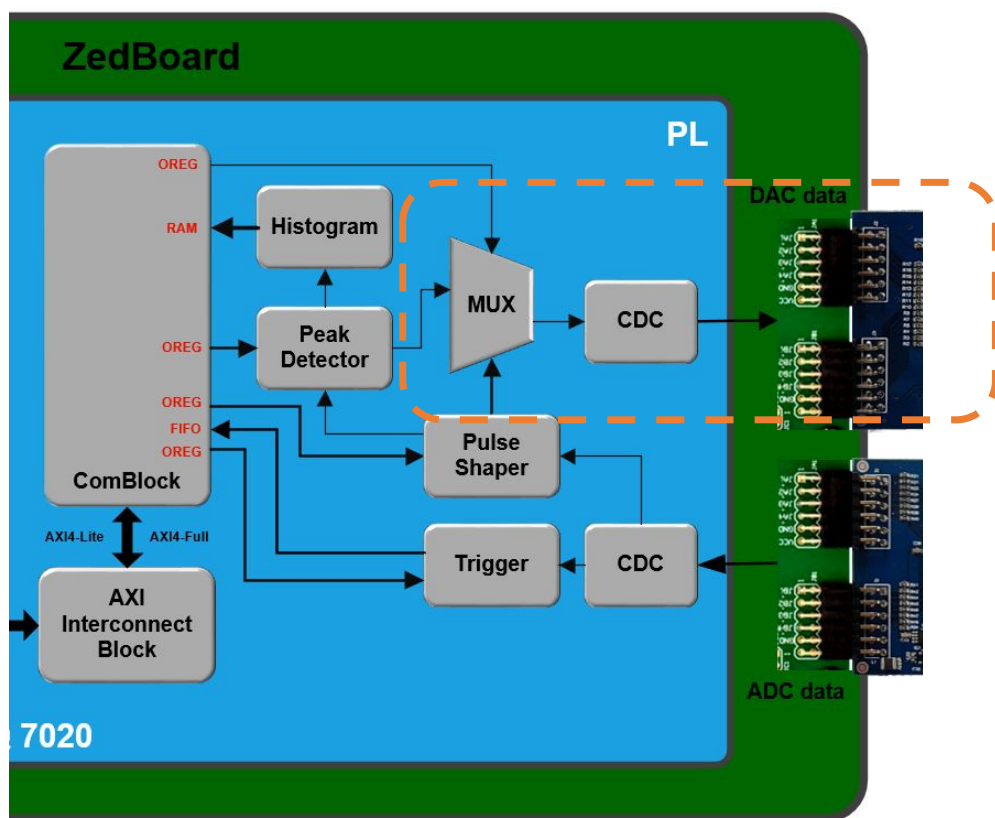 ZedBoard
PL
OREG
DAC data
RAM
Histogram
MUX
CDC
OREG
Peak
Detector
OREG
FIFO
OREG
Pulse
Shaper
ComBlock
AXI4-Lite
AXI4-Full
Trigger
CDC
AXI
Interconnect
Block
ADC data
7020